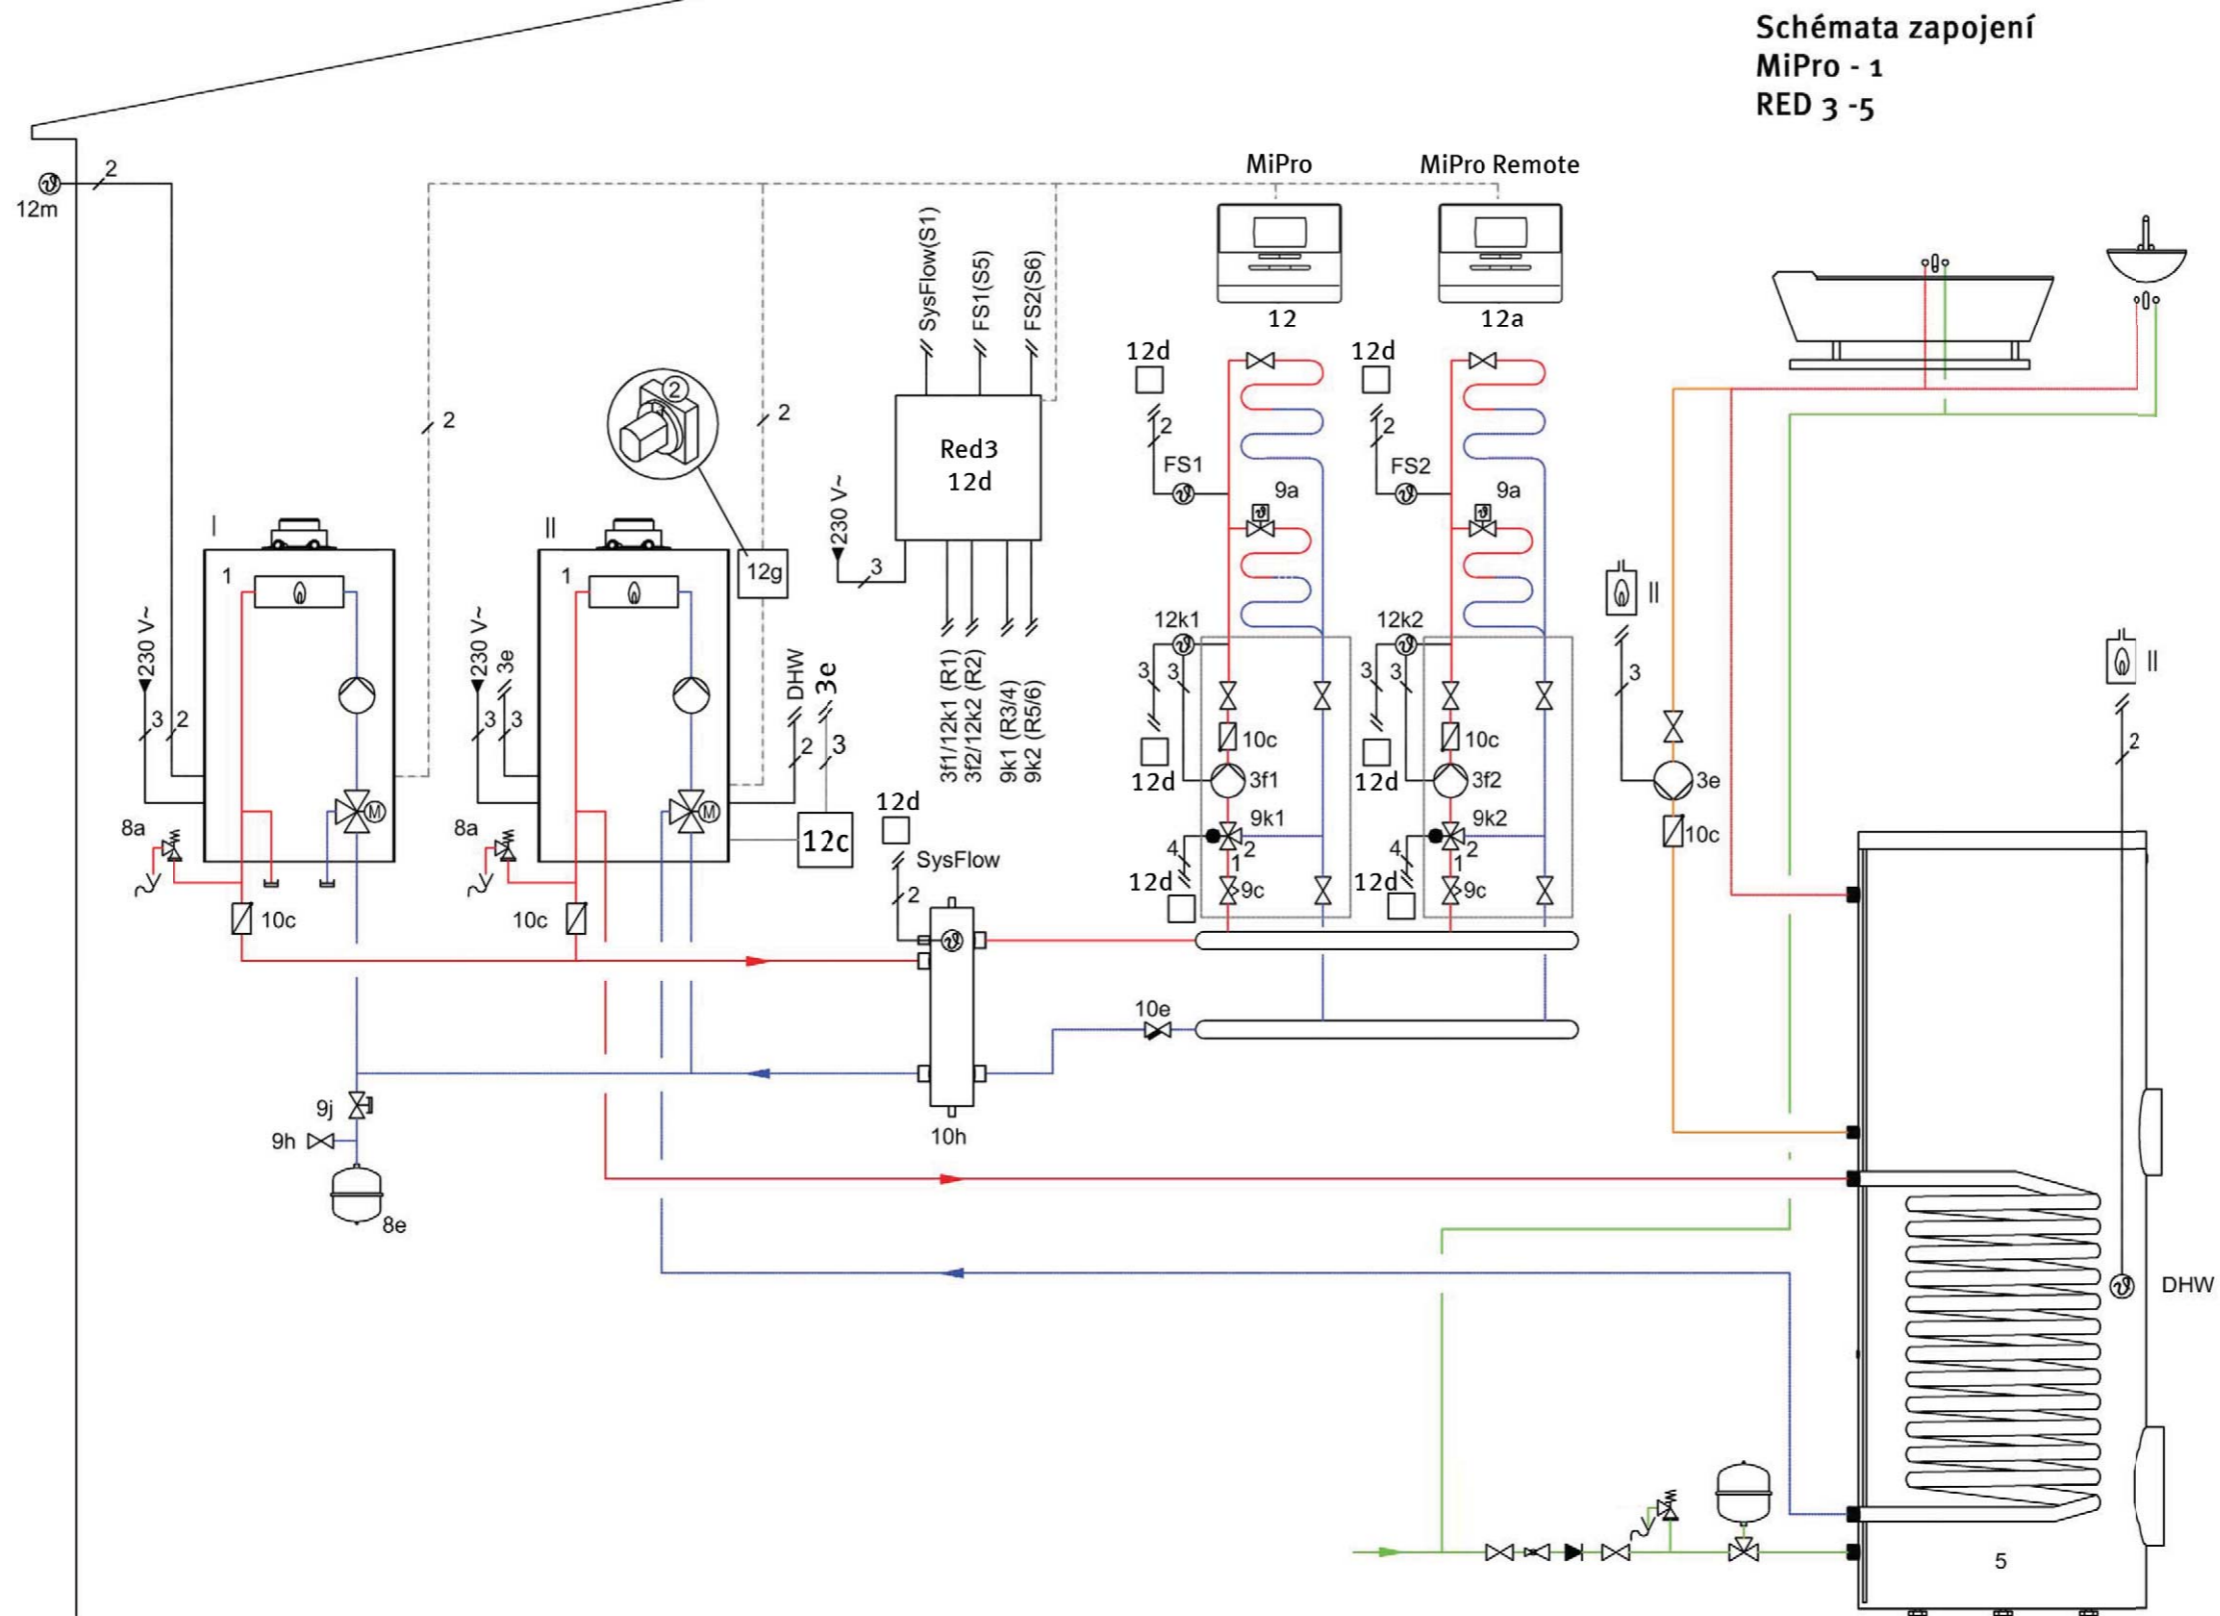 Schémata zapojení
MiPro - 1
RED 3 -5
2
12m
MiPro
MiPro Remote
SysFlow(S1)
FS1(S5)
FS2(S6)
12
12a
2
2
2
Red3
12d
230 V~
3
12d
2
FS1
12d
2
FS2
9a
9a
I
1
230 V~
3
2
II
1
230 V~
3e
3
3
12g
DHW
3e
2
3
12c
3f1/12k1 (R1)
3f2/12k2 (R2)
9k1 (R3/4)
9k2 (R5/6)
12k1
3
3
12d
10c
3f1
9k1
2
1
4
12d
9c
12k2
3
3
12d
10c
3f2
9k2
2
1
4
12d
9c
II
3
3e
10c
II
2
M
M
8a
8a
10c
10c
12d
SysFlow
2
10e
10h
9j
9h
8e
DHW
5